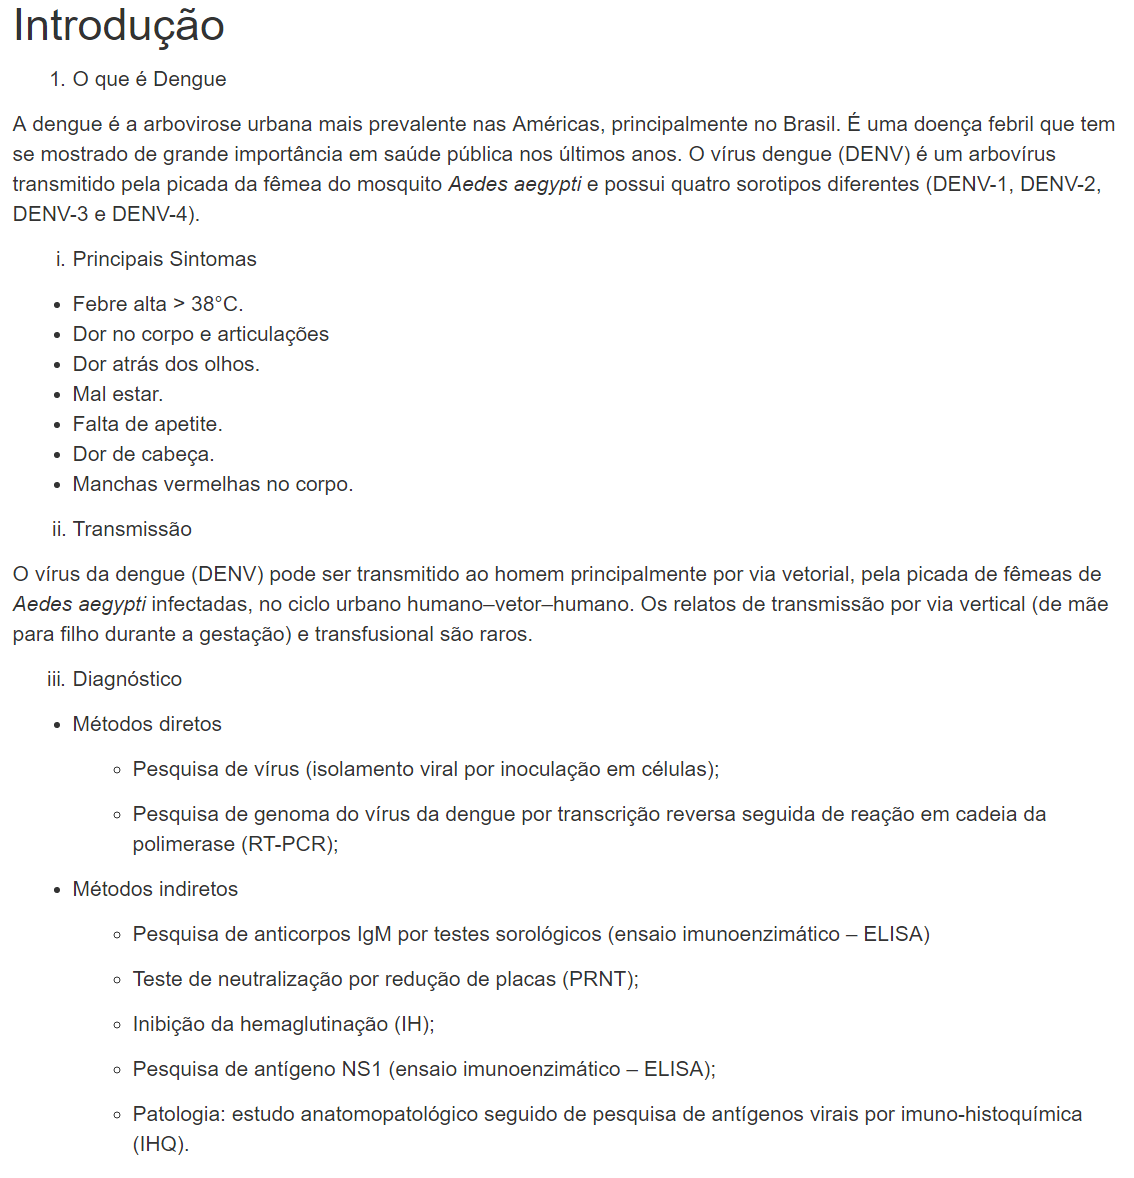 Introdução
1. O que é Dengue
A dengue é a arbovirose urbana mais prevalente nas Américas, principalmente no Brasil. É uma doença febril que tem
se mostrado de grande importância em saúde pública nos últimos anos. O vírus dengue (DENV) é um arbovírus
transmitido pela picada da fêmea do mosquito Aedes aegypti e possui quatro sorotipos diferentes (DENV-1, DENV-2,
DENV-3 e DENV-4).
i. Principais Sintomas
• Febre alta > 38°C.
• Dor no corpo e articulações
• Dor atrás dos olhos.
• Mal estar.
• Falta de apetite.
• Dor de cabeça.
• Manchas vermelhas no corpo.
ii. Transmissão
O vírus da dengue (DENV) pode ser transmitido ao homem principalmente por via vetorial, pela picada de fêmeas de
Aedes aegypti infectadas, no ciclo urbano humano–vetor–humano. Os relatos de transmissão por via vertical (de mãe
para filho durante a gestação) e transfusional são raros.
iii. Diagnóstico
• Métodos diretos
◦ Pesquisa de vírus (isolamento viral por inoculação em células);
◦ Pesquisa de genoma do vírus da dengue por transcrição reversa seguida de reação em cadeia da
polimerase (RT-PCR);
• Métodos indiretos
◦ Pesquisa de anticorpos IgM por testes sorológicos (ensaio imunoenzimático – ELISA)
◦ Teste de neutralização por redução de placas (PRNT);
◦ Inibição da hemaglutinação (IH);
◦ Pesquisa de antígeno NS1 (ensaio imunoenzimático – ELISA);
◦ Patologia: estudo anatomopatológico seguido de pesquisa de antígenos virais por imuno-histoquímica
(IHQ).